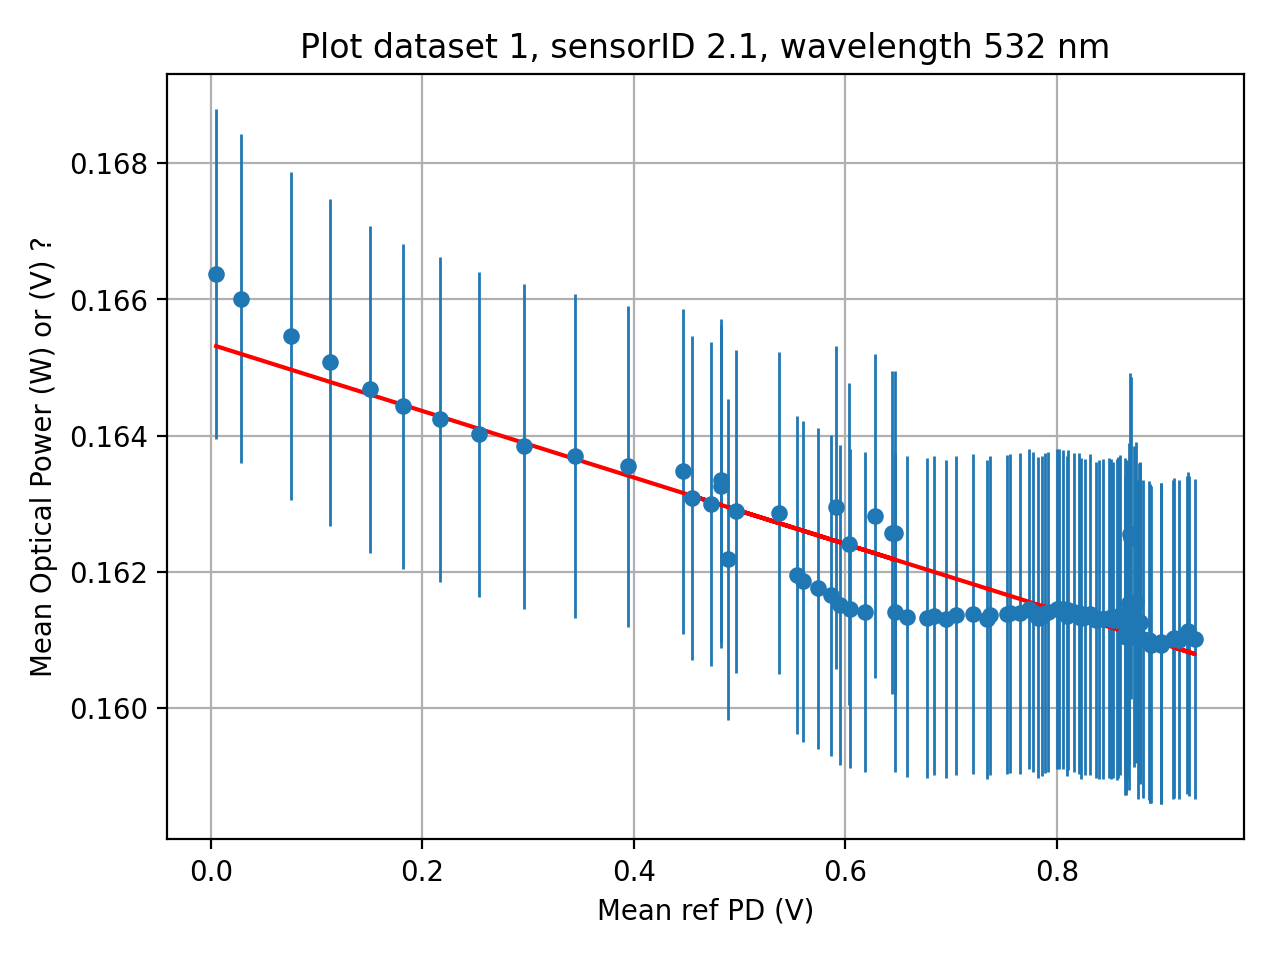 Plot dataset 1, sensorID 2.1, wavelength 532 nm
Mean Optical Power (W) or (V) ?
0.168
0.166
0.164
0.162
0.160
0.0 0.2 0.4 0.6 0.8
Mean ref PD (V)